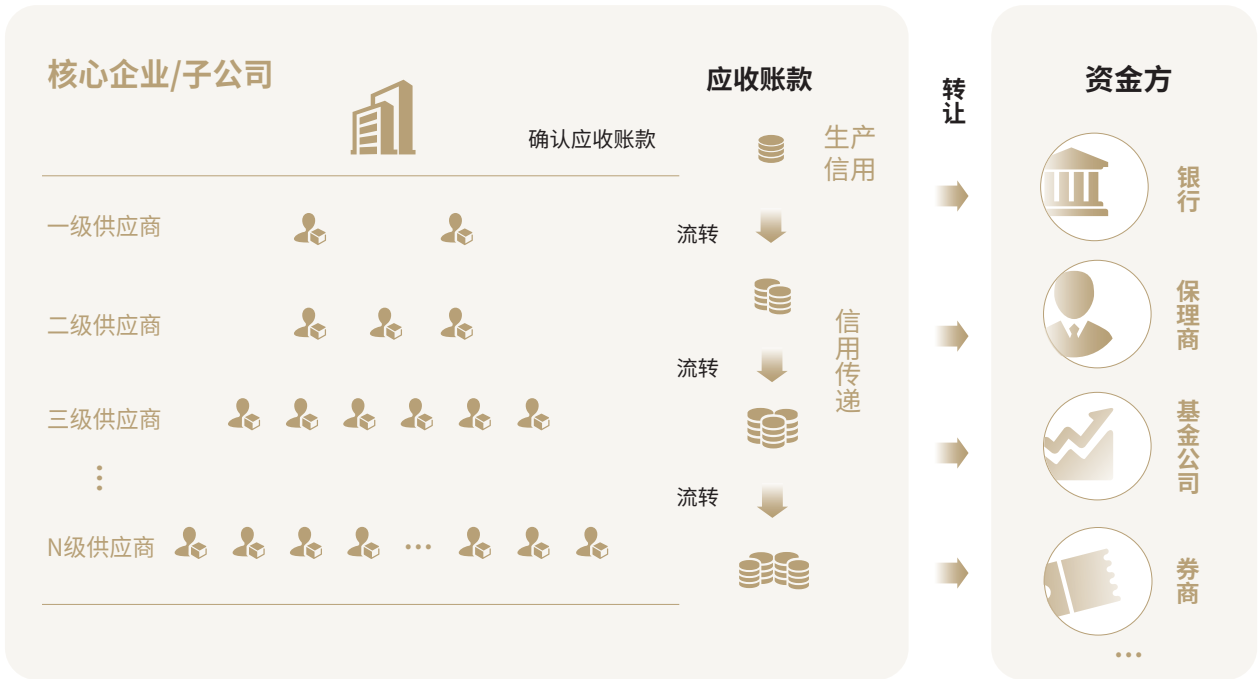 核心企业/子公司
确认应收账款
一级供应商
二级供应商
三级供应商
N级供应商
应收账款
生产
信用
流转
信用传递
流转
流转
转让
资金方
银行
保理商
基金公司
券商